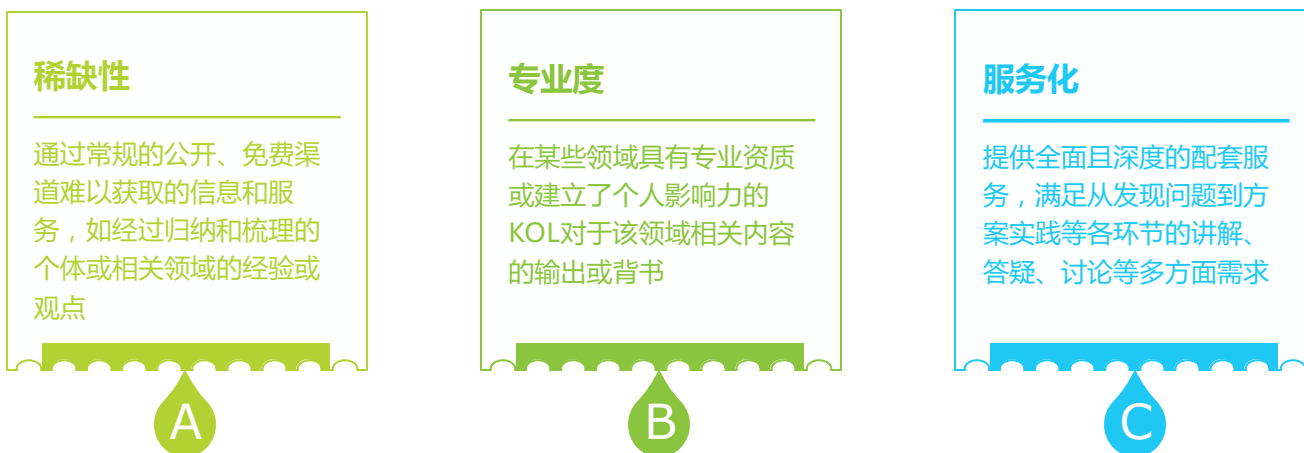 稀缺性
通过常规的公开、免费渠
道难以获取的信息和服
务，如经过归纳和梳理的
个体或相关领域的经验或
观点
A
专业度
在某些领域具有专业资质
或建立了个人影响力的
KOL对于该领域相关内容
的输出或背书
B
服务化
提供全面且深度的配套服
务，满足从发现问题到方
案实践等各环节的讲解、
答疑、讨论等多方面需求
C